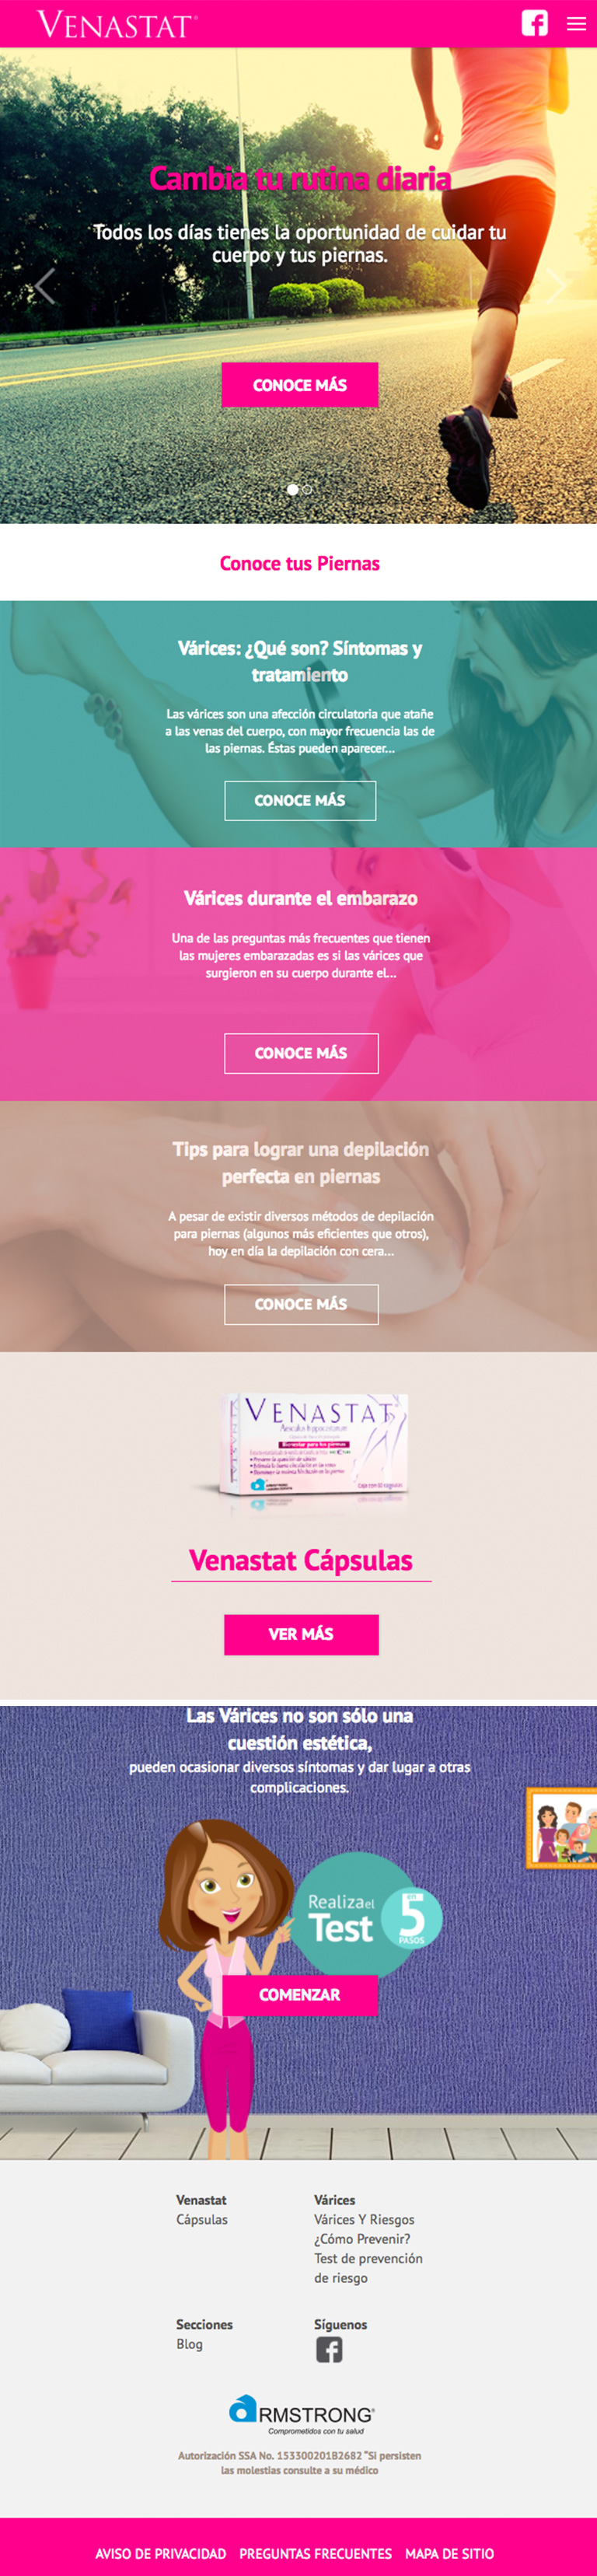 VENASTAT®
Cambia tu rutina diaria
Todos los días tienes la oportunidad de cuidar tu
cuerpo y tus piernas.
CONOCE MÁS
Conoce tus Piernas
Várices: ¿Qué son? Síntomas y
tratamiento
Las várices son una afección circulatoria que atañe
a las venas del cuerpo, con mayor frecuencia las de
las piernas. Éstas pueden aparecer...
CONOCE MÁS
Várices durante el embarazo
Una de las preguntas más frecuentes que tienen
las mujeres embarazadas es si las várices que
surgieron en su cuerpo durante el...
CONOCE MÁS
Tips para lograr una depilación
perfecta en piernas
A pesar de existir diversos métodos de depilación
para piernas (algunos más eficientes que otros),
hoy en día la depilación con cera...
CONOCE MÁS
VENASTAT
VENASTAT
Bienestar para tus piernas
Venastat Cápsulas
VER MÁS
Las Várices no son sólo una
cuestión estética,
pueden ocasionar diversos síntomas y dar lugar a otras
complicaciones.
Realiza el
Test
en
5
PASOS
COMENZAR
Venastat
Cápsulas
Várices
Várices Y Riesgos
¿Cómo Prevenir?
Test de prevención
de riesgo
Secciones
Blog
Síguenos
ARMSTRONG®
Comprometidos con tu salud
Autorización SSA No. 153300201B2682 "Si persisten
las molestias consulte a su médico
AVISO DE PRIVACIDAD PREGUNTAS FRECUENTES MAPA DE SITIO